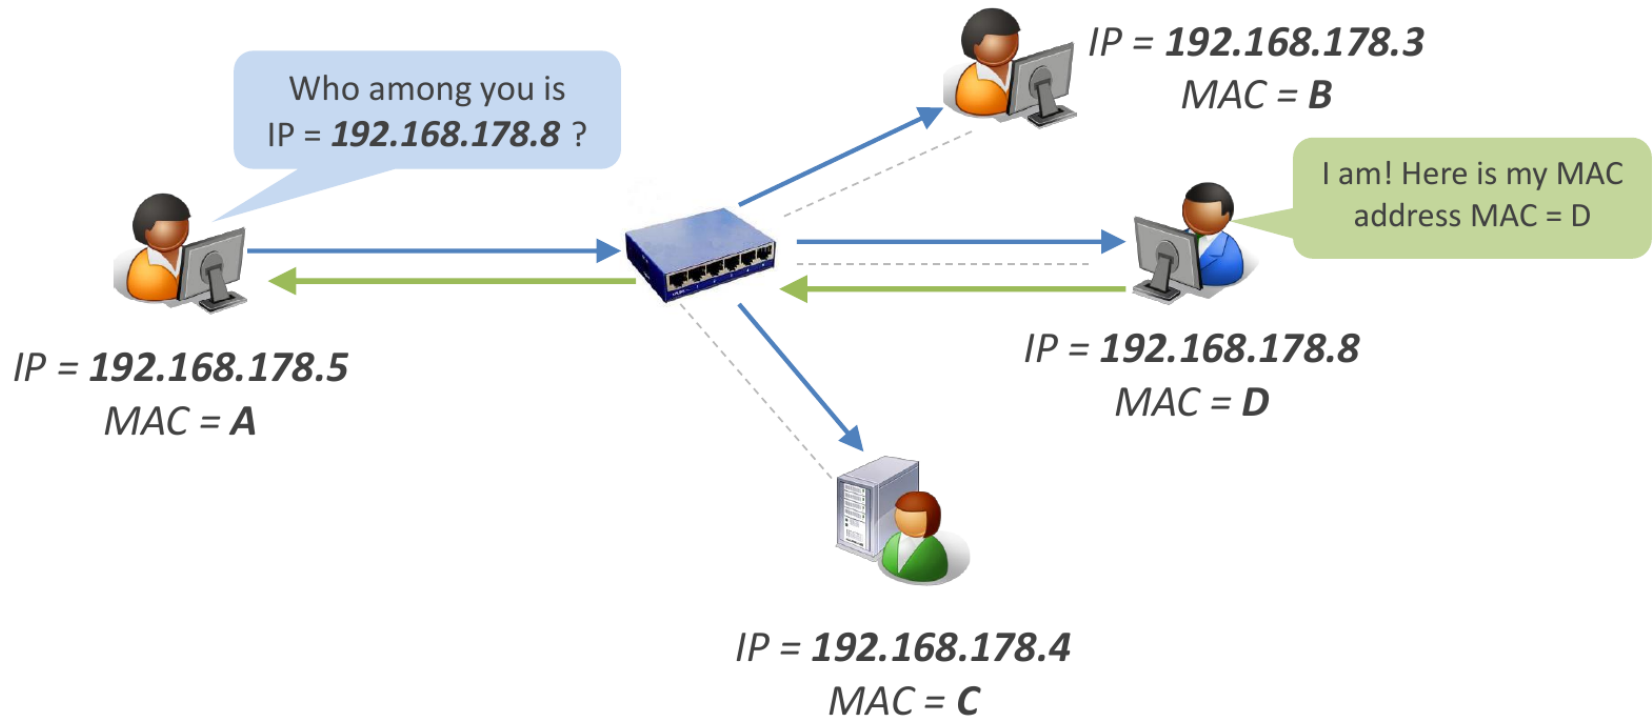 Who among you is
IP = 192.168.178.8 ?
IP = 192.168.178.3
MAC = B
I am! Here is my MAC
address MAC = D
IP = 192.168.178.5
MAC = A
IP = 192.168.178.8
MAC = D
IP = 192.168.178.4
MAC = C